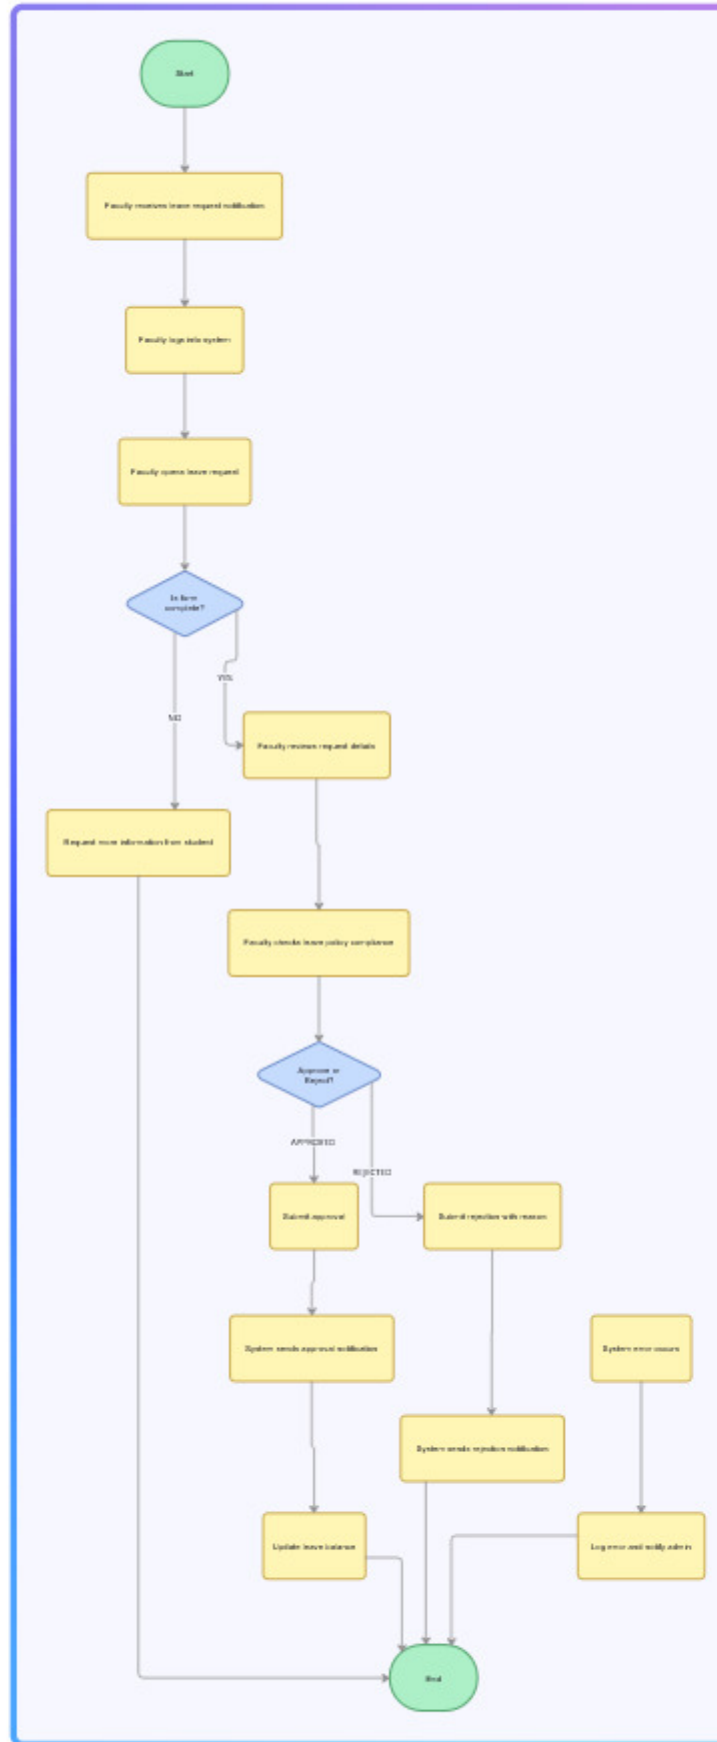 Start
Faculty receives leave request notification
Faculty logs into system
Faculty opens leave request
Is form
complete?
YES
NO
Faculty reviews request details
Request more information from student
Faculty checks leave policy compliance
Approve or
Reject?
APPROVED
REJECTED
Submit approval
Submit rejection with reason
System sends approval notification
System error occurs
System sends rejection notification
Update leave balance
Log error and notify admin
End